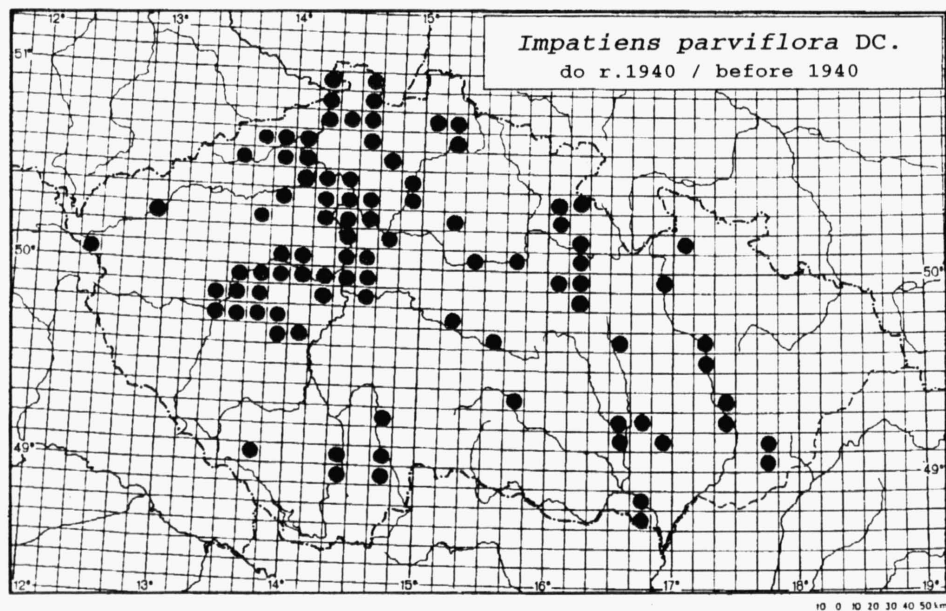 12° 13° 14° 15°
Impatiens parviflora DC.
do r.1940 / before 1940
51°
50° 50°
49° 49°
12° 13° 14° 15° 16° 17° 18° 19°
10 0 10 20 30 40 50 km